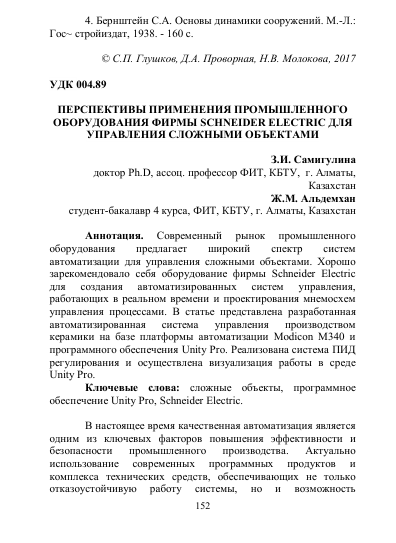 4. Бернштейн С.А. Основы динамики сооружений. М.-Л.:
Гос~ стройиздат, 1938. - 160 с.
© С.П. Глушков, Д.А. Проворная, Н.В. Молокова, 2017
УДК 004.89
ПЕРСПЕКТИВЫ ПРИМЕНЕНИЯ ПРОМЫШЛЕННОГО
ОБОРУДОВАНИЯ ФИРМЫ SCHNEIDER ELECTRIC ДЛЯ
УПРАВЛЕНИЯ СЛОЖНЫМИ ОБЪЕКТАМИ
З.И. Самигулина
доктор Ph.D, ассоц. профессор ФИТ, КБТУ, г. Алматы,
Казахстан
Ж.М. Альдемхан
студент-бакалавр 4 курса, ФИТ, КБТУ, г. Алматы, Казахстан
Аннотация. Современный рынок промышленного
оборудования предлагает широкий спектр систем
автоматизации для управления сложными объектами. Хорошо
зарекомендовало себя оборудование фирмы Schneider Electric
для создания автоматизированных систем управления,
работающих в реальном времени и проектирования мнемосхем
управления процессами. В статье представлена разработанная
автоматизированная система управления производством
керамики на базе платформы автоматизации Modicon M340 и
программного обеспечения Unity Pro. Реализована система ПИД
регулирования и осуществлена визуализация работы в среде
Unity Pro.
Ключевые слова: сложные объекты, программное
обеспечение Unity Pro, Schneider Electric.
В настоящее время качественная автоматизация является
одним из ключевых факторов повышения эффективности и
безопасности промышленного производства. Актуально
использование современных программных продуктов и
комплекса технических средств, обеспечивающих не только
отказоустойчивую работу системы, но и возможность
152